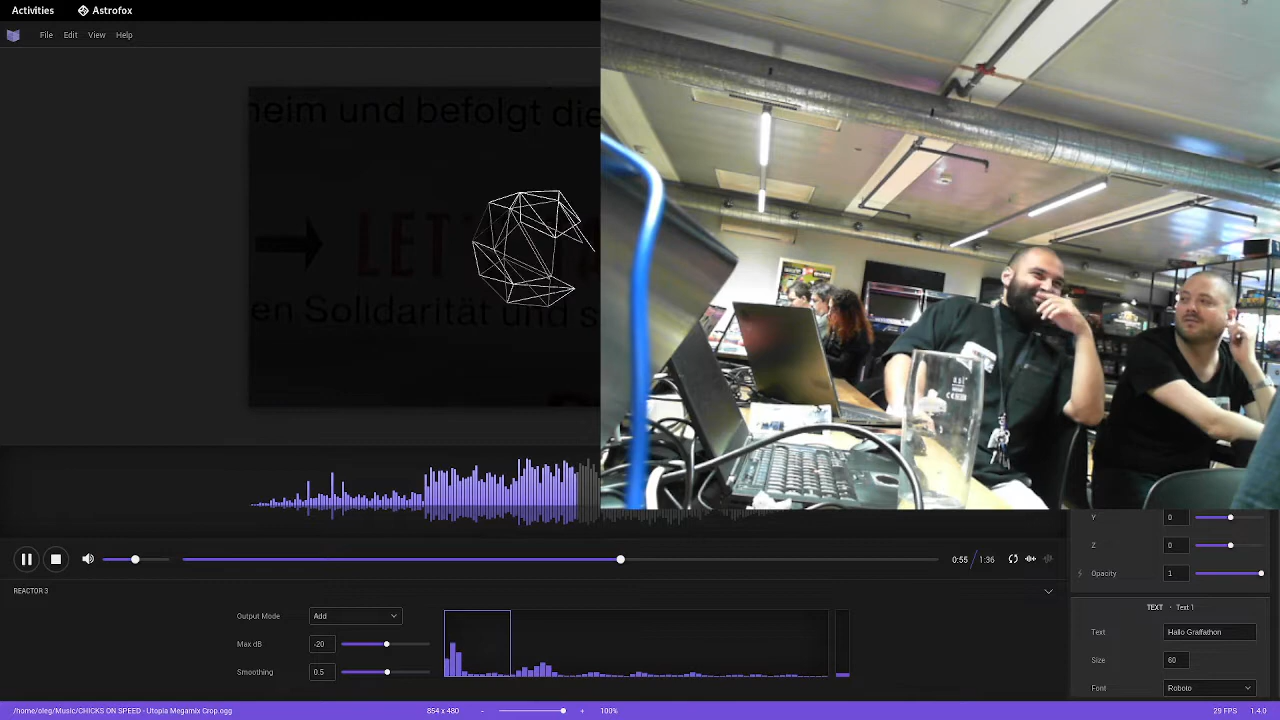 Activities
Astrofox
File Edit View Help
heim und befolgt die
LET
en Solidarität und s
Y 0
Z 0
0:55 / 1:36
Opacity 1
REACTOR 3
TEXT · Text 1
Output Mode Add
Text Hallo Graffathon
Max dB -20
Size 60
Smoothing 0.5
Font Roboto
/home/oleg/Music/CHICKS ON SPEED - Utopia Megamix Crop.ogg
854 x 480 - + 100%
29 FPS 1.4.0